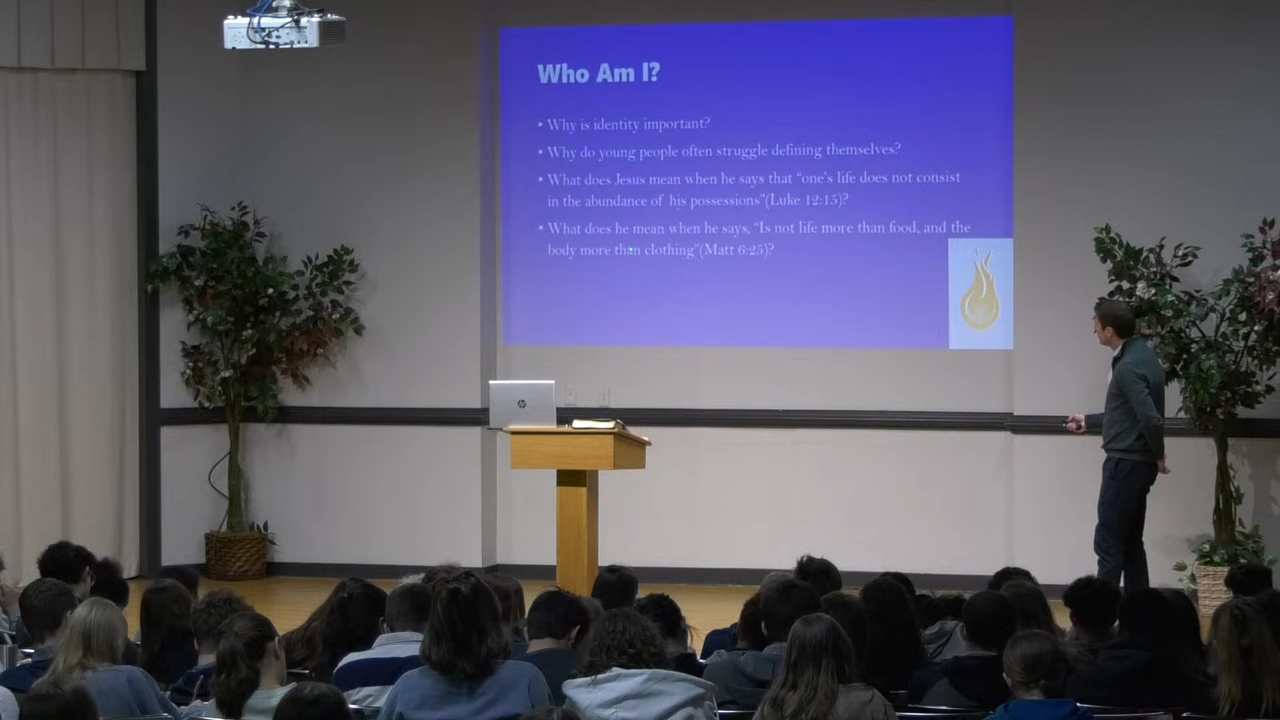 Who Am I?
• Why is identity important?
• Why do young people often struggle defining themselves?
• What does Jesus mean when he says that “one’s life does not consist
in the abundance of his possessions”(Luke 12:15)?
• What does he mean when he says, “Is not life more than food, and the
body more than clothing”(Matt 6:25)?
hp